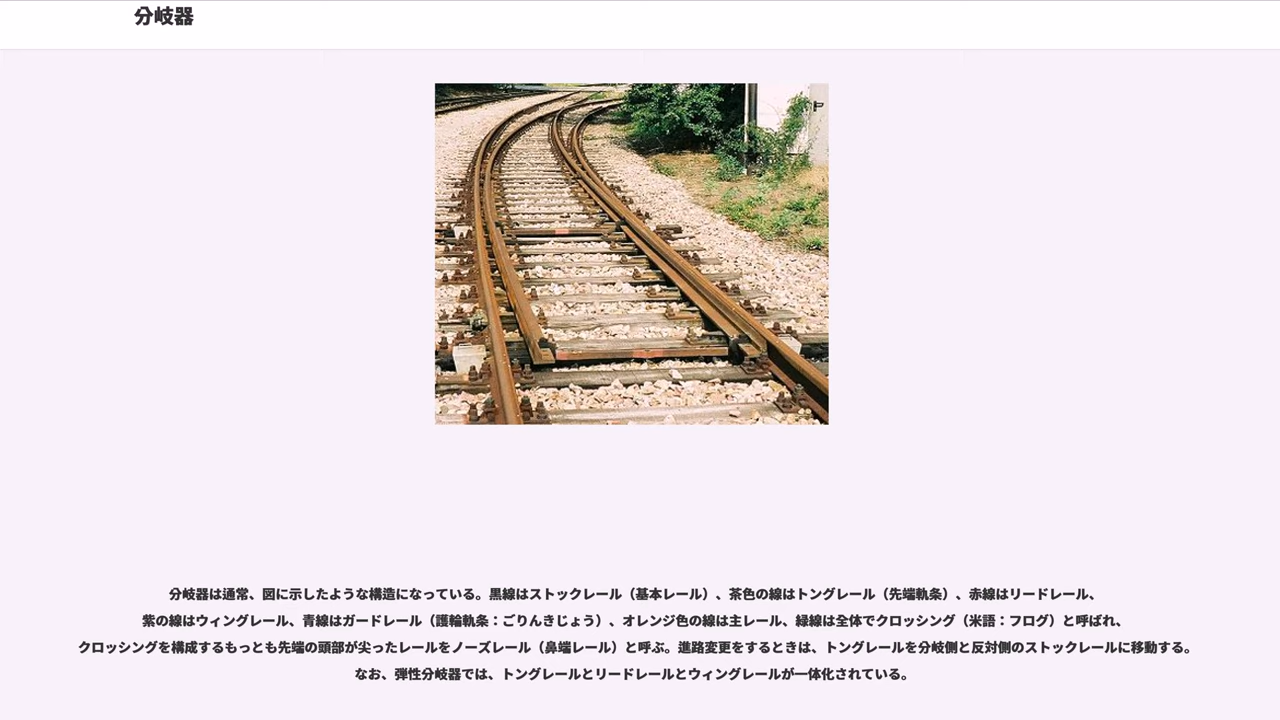 分岐器
分岐器は通常、図に示したような構造になっている。黒線はストックレール（基本レール）、茶色の線はトングレール（先端軌条）、赤線はリードレール、
紫の線はウィングレール、青線はガードレール（護輪軌条：ごりんきじょう）、オレンジ色の線は主レール、緑線は全体でクロッシング（米語：フログ）と呼ばれ、
クロッシングを構成するもっとも先端の頭部が尖ったレールをノーズレール（鼻端レール）と呼ぶ。進路変更をするときは、トングレールを分岐側と反対側のストックレールに移動する。
なお、弾性分岐器では、トングレールとリードレールとウィングレールが一体化されている。